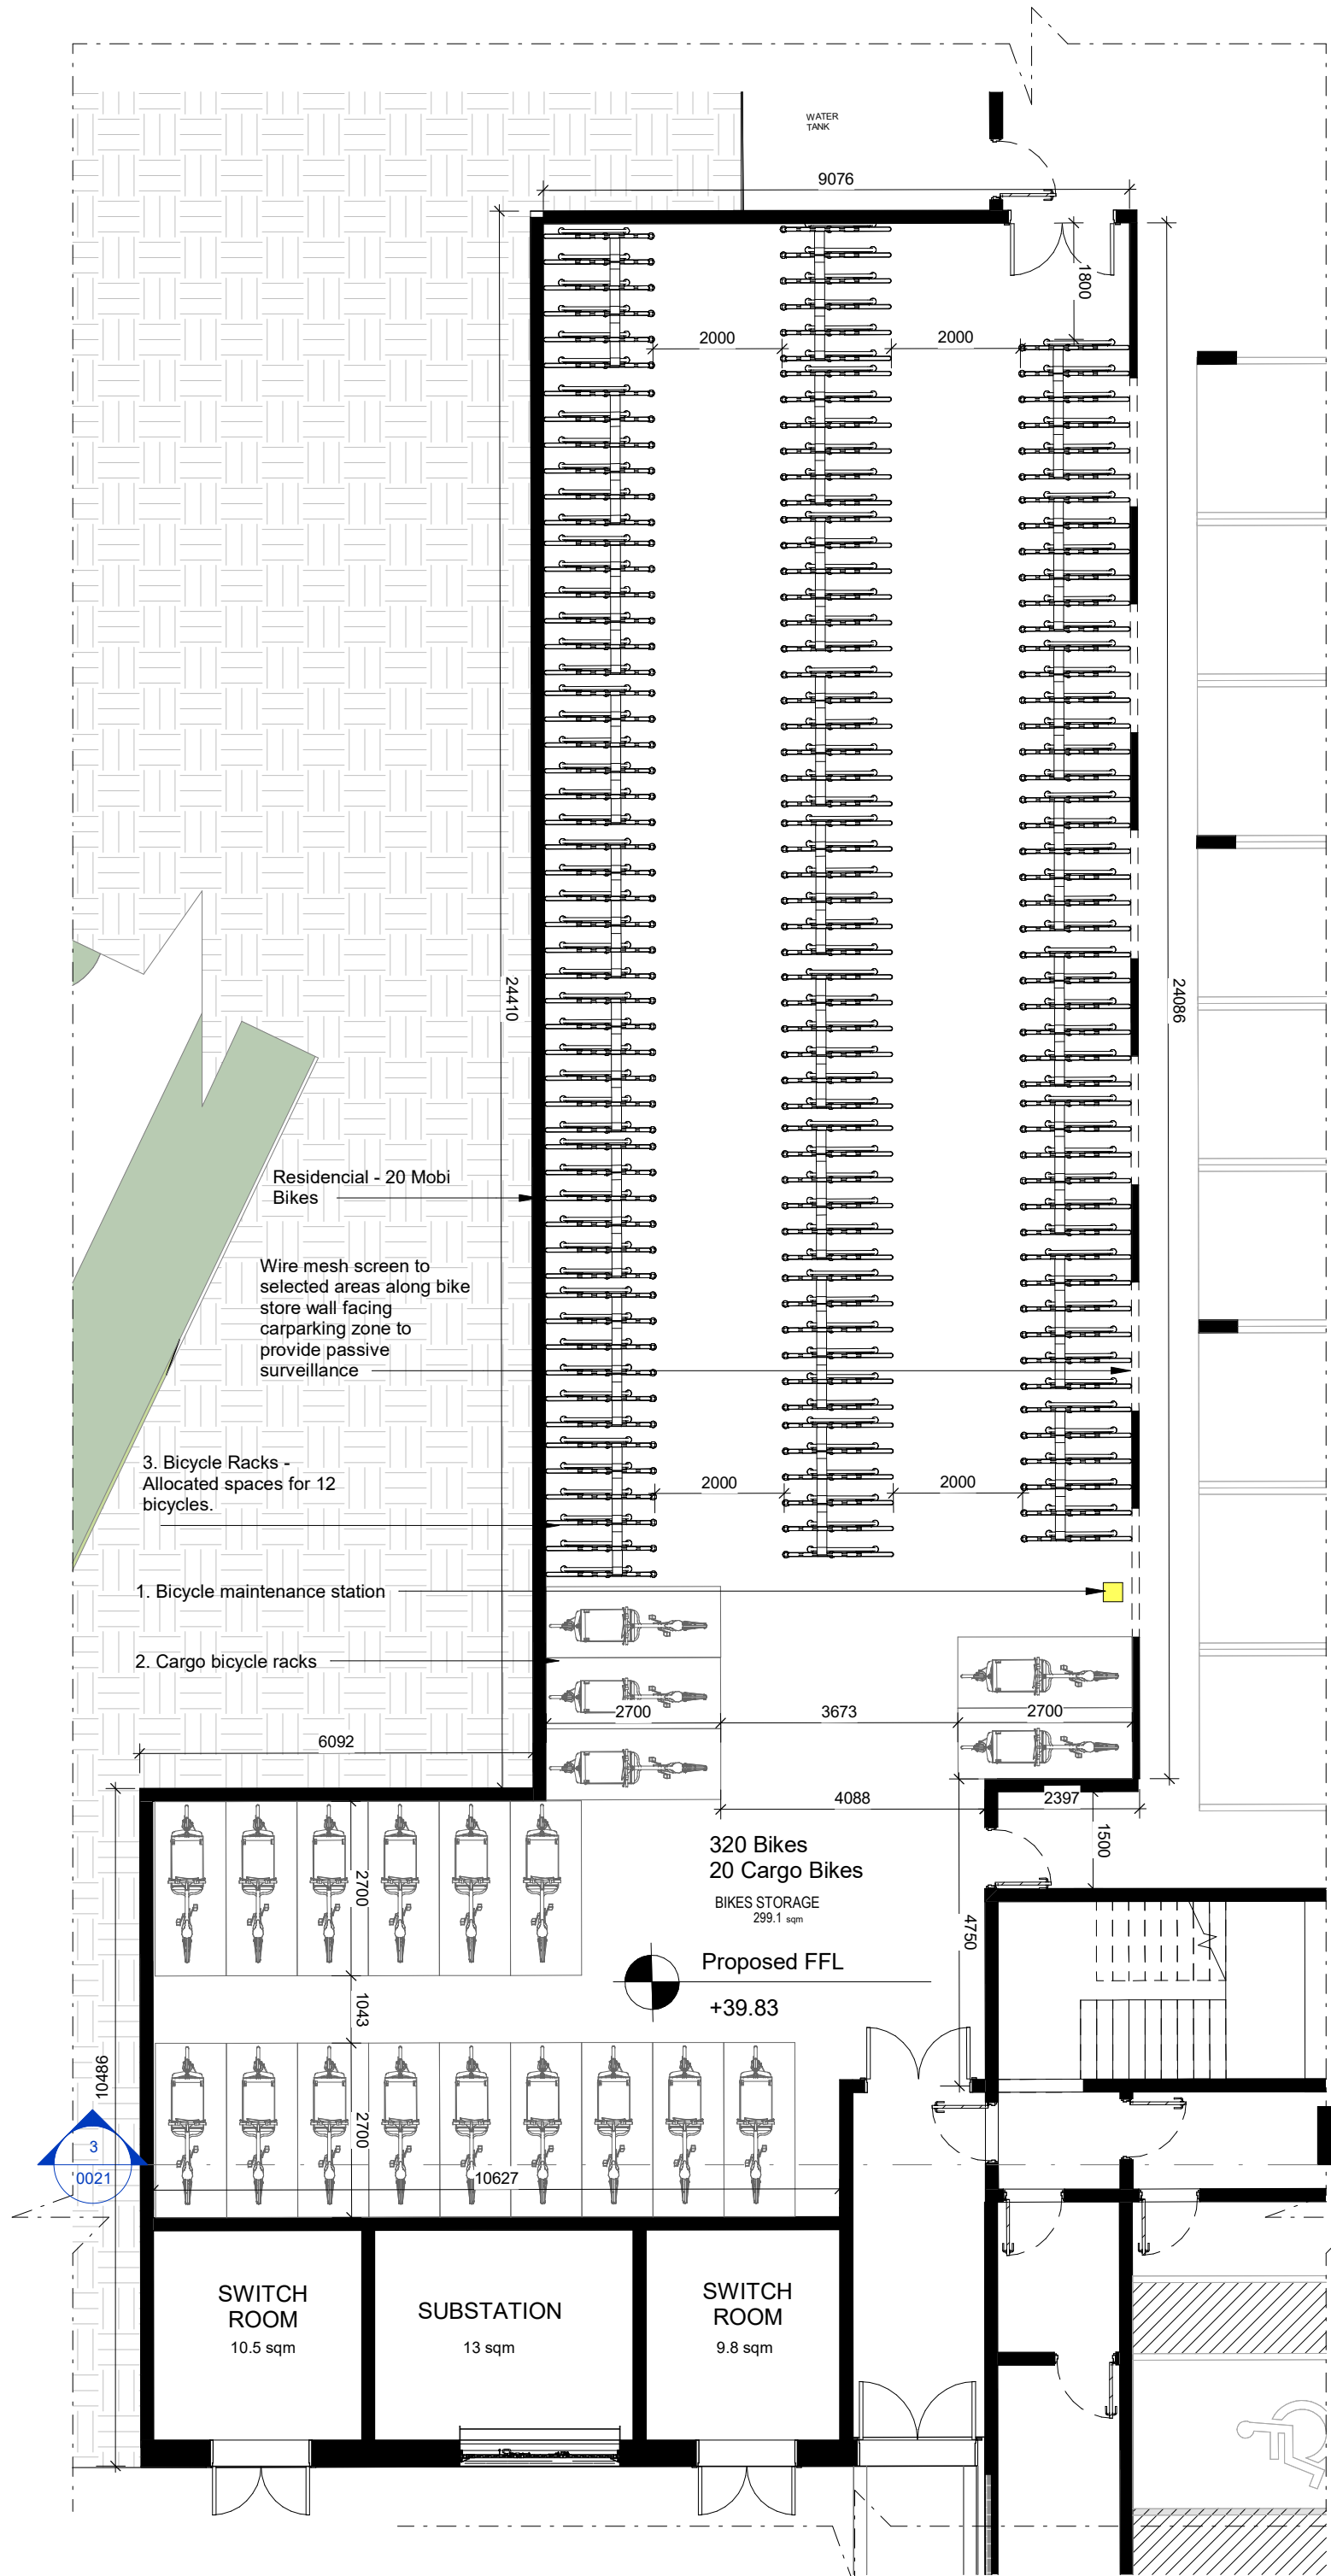 WATER
TANK
9076
1800
2000
2000
24410
24086
Residencial - 20 Mobi
Bikes
Wire mesh screen to
selected areas along bike
store wall facing
carparking zone to
provide passive
surveillance
3. Bicycle Racks -
Allocated spaces for 12
bicycles.
2000
2000
1. Bicycle maintenance station
2. Cargo bicycle racks
2700
3673
2700
6092
4088
2397
1500
320 Bikes
20 Cargo Bikes
BIKES STORAGE
299.1 sqm
2700
4750
Proposed FFL
+39.83
1043
10486
2700
3
0021
10627
SWITCH
ROOM
10.5 sqm
SUBSTATION
13 sqm
SWITCH
ROOM
9.8 sqm